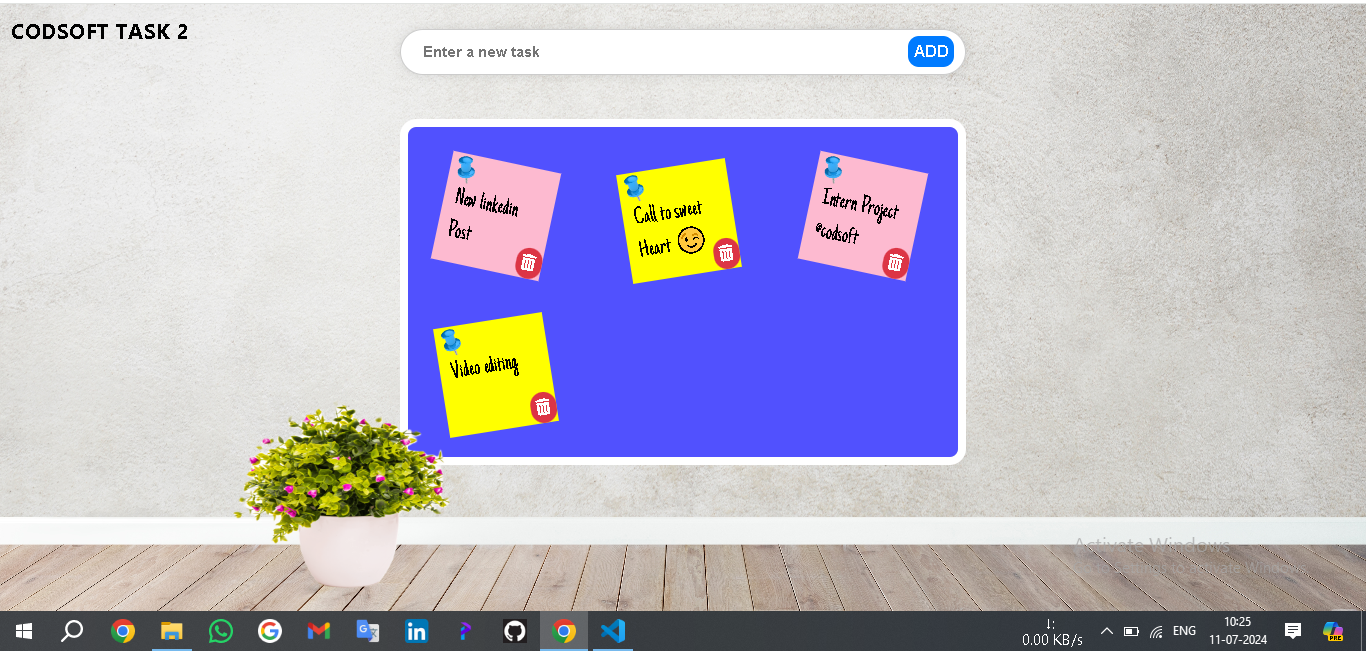 CODSOFT TASK 2
Enter a new task
ADD
New linkedin
Post
Call to sweet
Heart 😉
Intern Project
@codsoft
Video editing
Activate Windows
Go to Settings to activate Windows.
0.00 KB/s
ENG
10:25
11-07-2024
PRE